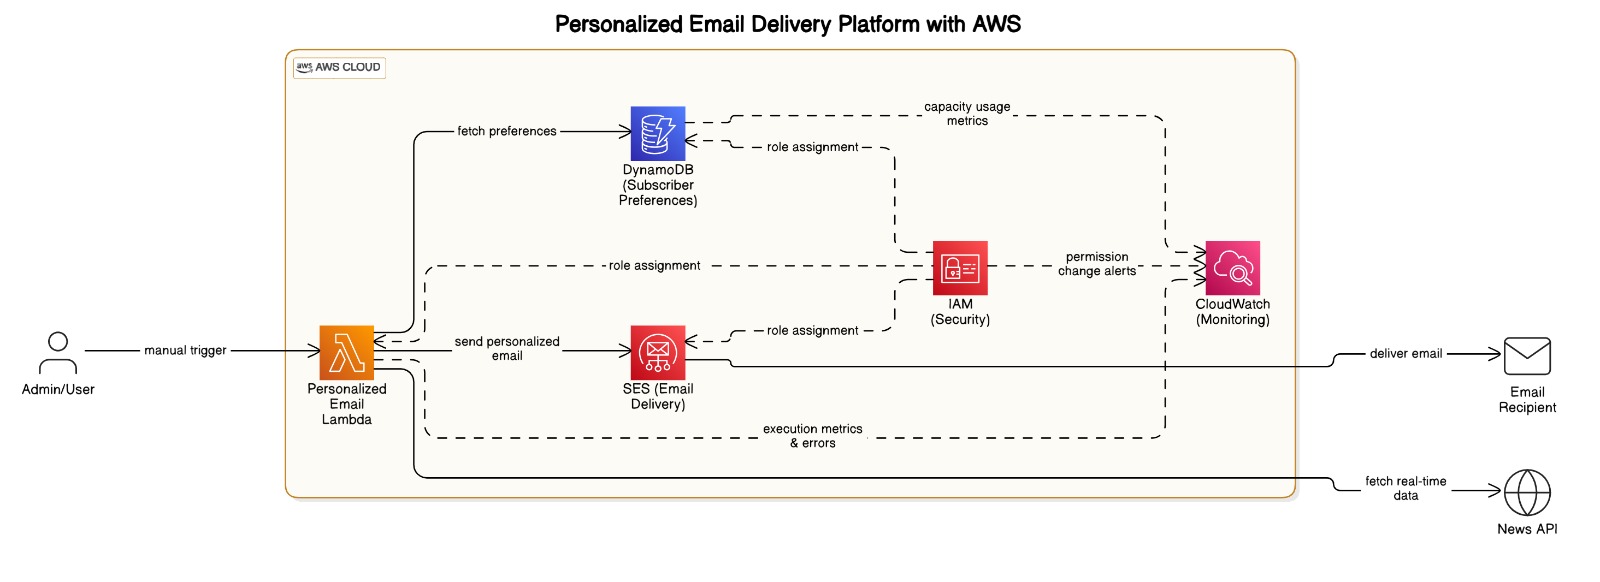 Personalized Email Delivery Platform with AWS
aws AWS CLOUD
capacity usage
metrics
fetch preferences
role assignment
DynamoDB
(Subscriber
Preferences)
role assignment
permission
change alerts
IAM
(Security)
CloudWatch
(Monitoring)
role assignment
manual trigger
send personalized
email
deliver email
Admin/User
Personalized
Email
Lambda
SES (Email
Delivery)
Email
Recipient
execution metrics
& errors
fetch real-time
data
News API